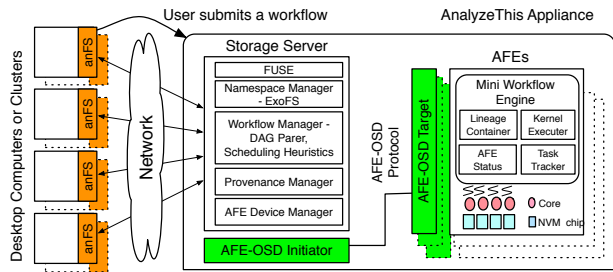 User submits a workflow
AnalyzeThis Appliance
Desktop Computers or Clusters
anFS
anFS
anFS
anFS
Network
Storage Server
FUSE
Namespace Manager
- ExoFS
Workflow Manager -
DAG Parer,
Scheduling Heuristics
Provenance Manager
AFE Device Manager
AFE-OSD Initiator
AFE-OSD
Protocol
AFE-OSD Target
AFEs
Mini Workflow
Engine
Lineage
Container
Kernel
Executer
AFE
Status
Task
Tracker
Core
NVM chip